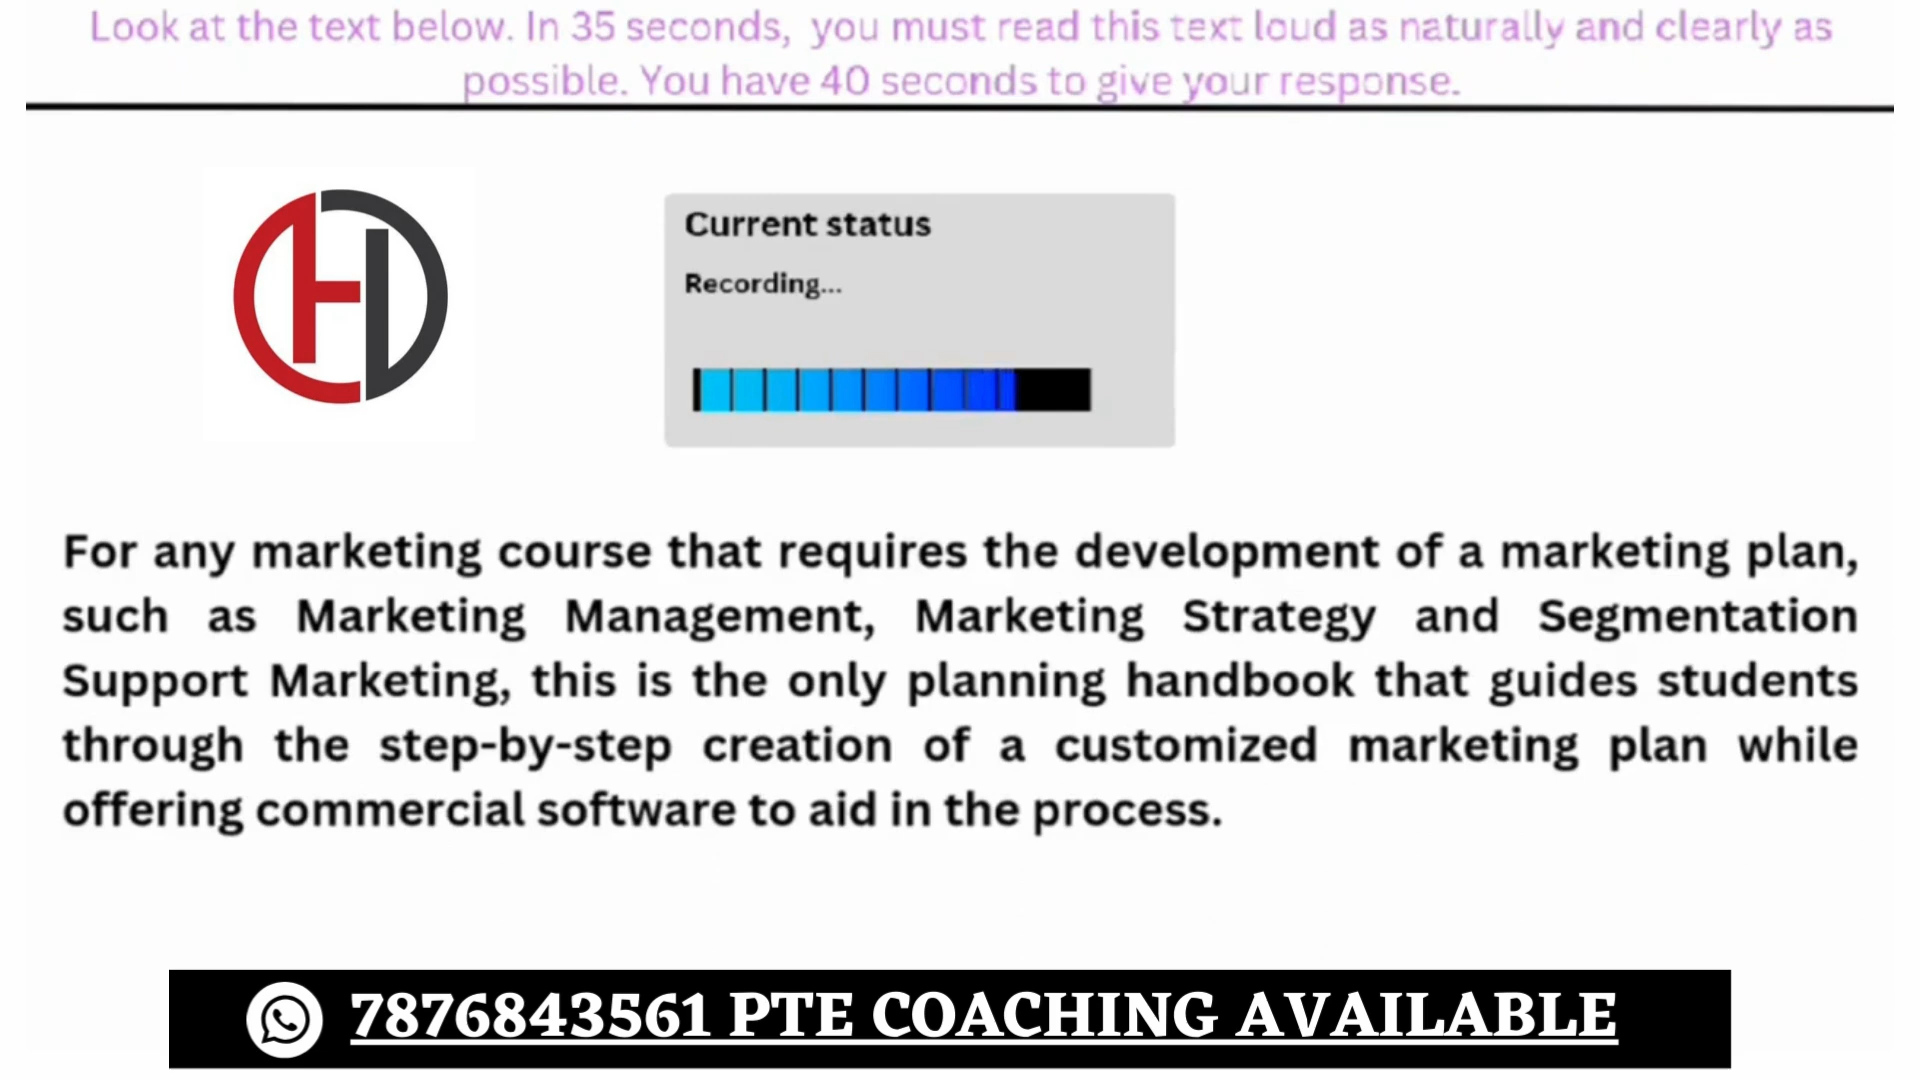 Look at the text below. In 35 seconds, you must read this text loud as naturally and clearly as
possible. You have 40 seconds to give your response.
Current status
Recording...
For any marketing course that requires the development of a marketing plan,
such as Marketing Management, Marketing Strategy and Segmentation
Support Marketing, this is the only planning handbook that guides students
through the step-by-step creation of a customized marketing plan while
offering commercial software to aid in the process.
7876843561 PTE COACHING AVAILABLE